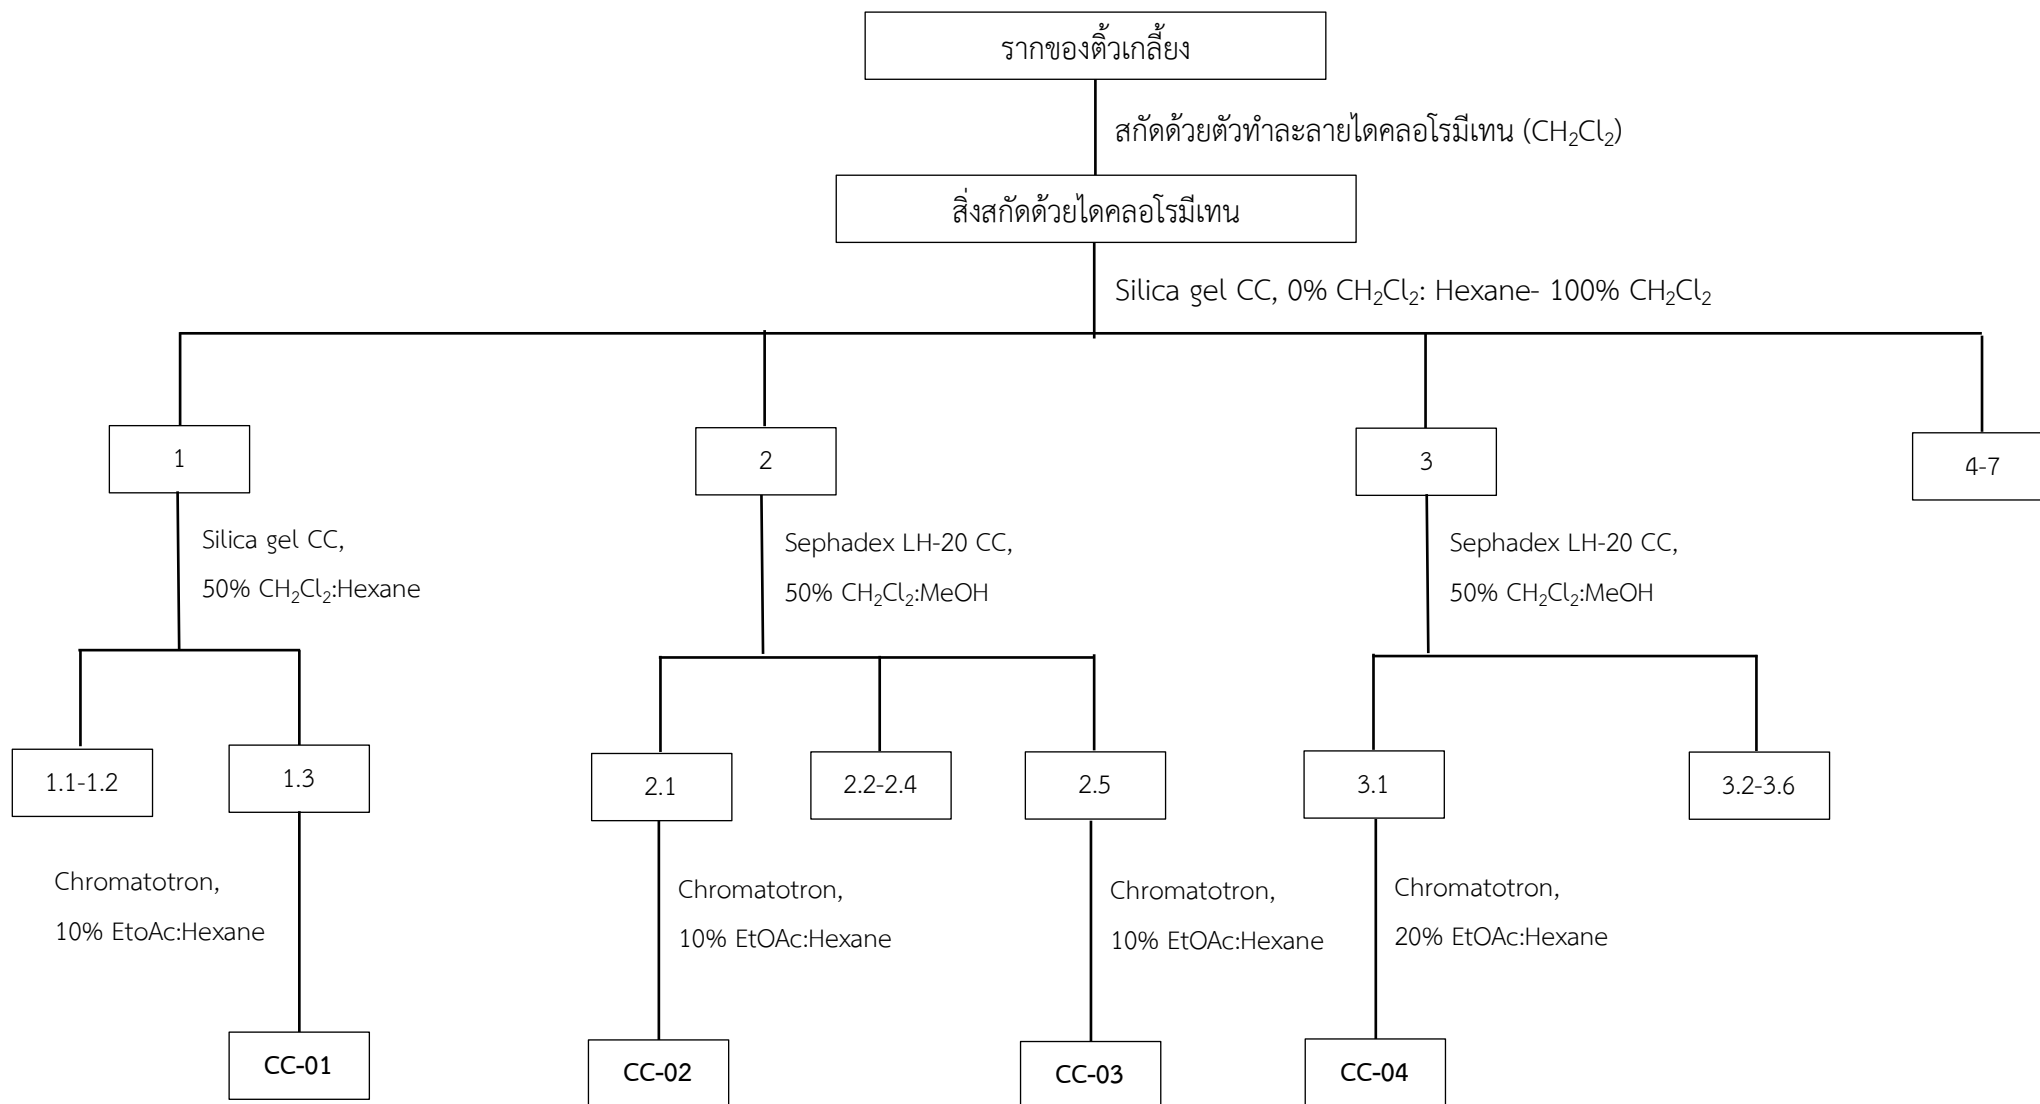 รากของติ้วเกลี้ยง
สกัดด้วยตัวทำละลายไดคลอโรมีเทน (CH₂Cl₂)
สิ่งสกัดด้วยไดคลอโรมีเทน
Silica gel CC, 0% CH₂Cl₂: Hexane- 100% CH₂Cl₂
1
2
3
4-7
Silica gel CC,
50% CH₂Cl₂:Hexane
Sephadex LH-20 CC,
50% CH₂Cl₂:MeOH
Sephadex LH-20 CC,
50% CH₂Cl₂:MeOH
1.1-1.2
1.3
2.1
2.2-2.4
2.5
3.1
3.2-3.6
Chromatotron,
10% EtoAc:Hexane
Chromatotron,
10% EtOAc:Hexane
Chromatotron,
10% EtOAc:Hexane
Chromatotron,
20% EtOAc:Hexane
CC-01
CC-02
CC-03
CC-04